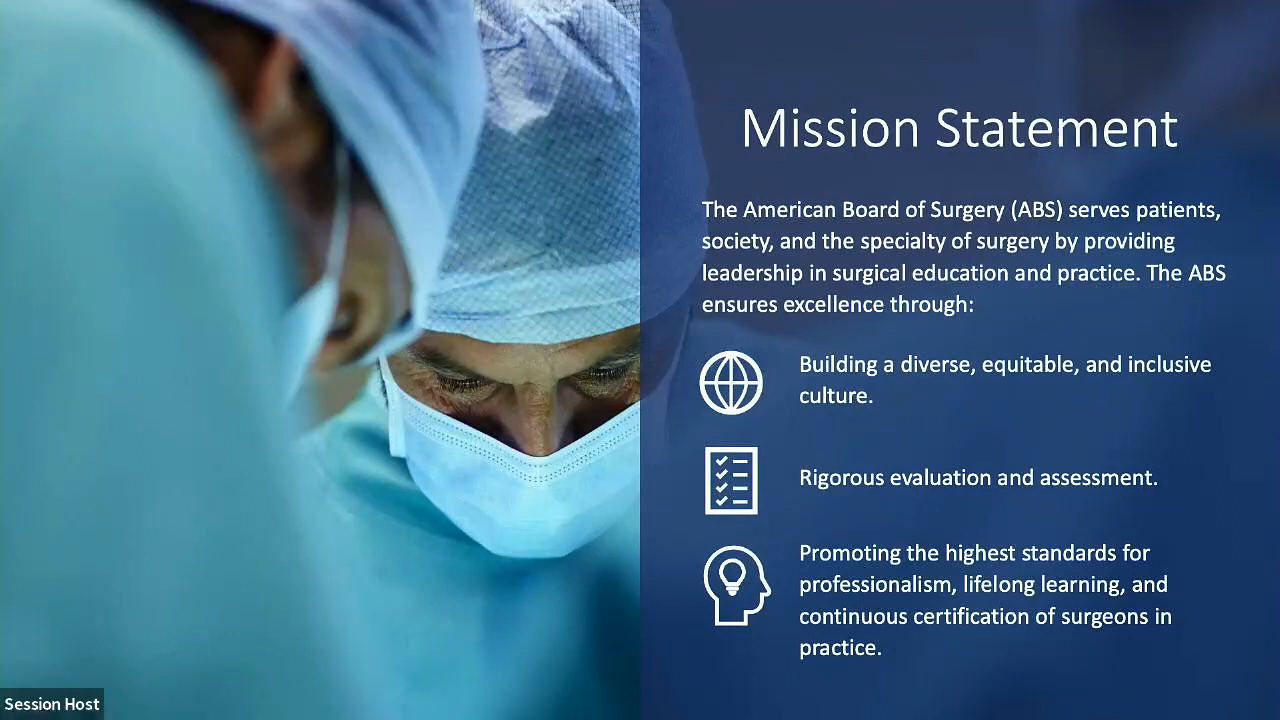 Mission Statement
The American Board of Surgery (ABS) serves patients,
society, and the specialty of surgery by providing
leadership in surgical education and practice. The ABS
ensures excellence through:
Building a diverse, equitable, and inclusive
culture.
Rigorous evaluation and assessment.
Promoting the highest standards for
professionalism, lifelong learning, and
continuous certification of surgeons in
practice.
Session Host